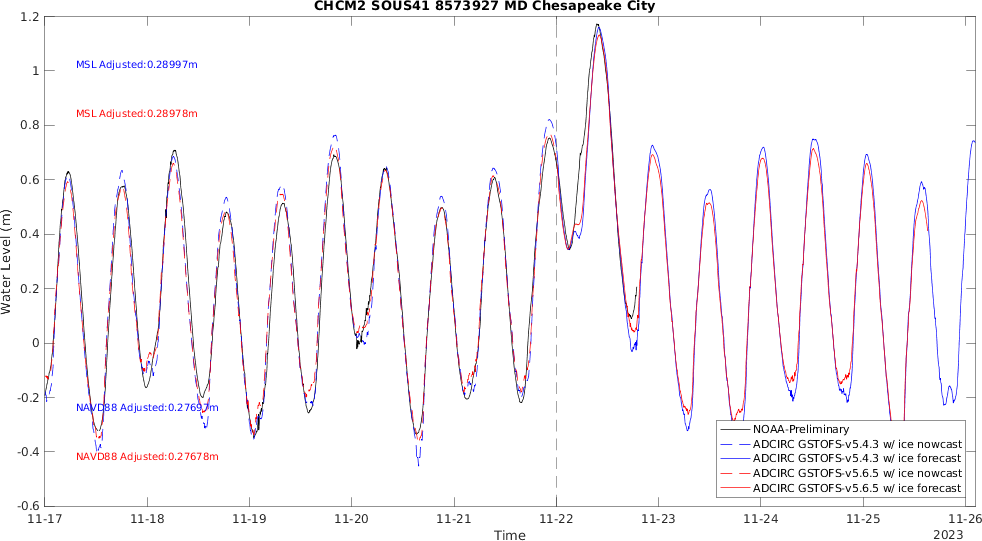 CHCM2 SOUS41 8573927 MD Chesapeake City
1.2
1
0.8
0.6
0.4
0.2
0
-0.2
-0.4
-0.6
Water Level (m)
MSL Adjusted:0.28997m
MSL Adjusted:0.28978m
NAVD88 Adjusted:0.27697m
NAVD88 Adjusted:0.27678m
NOAA-Preliminary
ADCIRC GSTOFS-v5.4.3 w/ ice nowcast
ADCIRC GSTOFS-v5.4.3 w/ ice forecast
ADCIRC GSTOFS-v5.6.5 w/ ice nowcast
ADCIRC GSTOFS-v5.6.5 w/ ice forecast
11-17 11-18 11-19 11-20 11-21 11-22 11-23 11-24 11-25 11-26
Time
2023